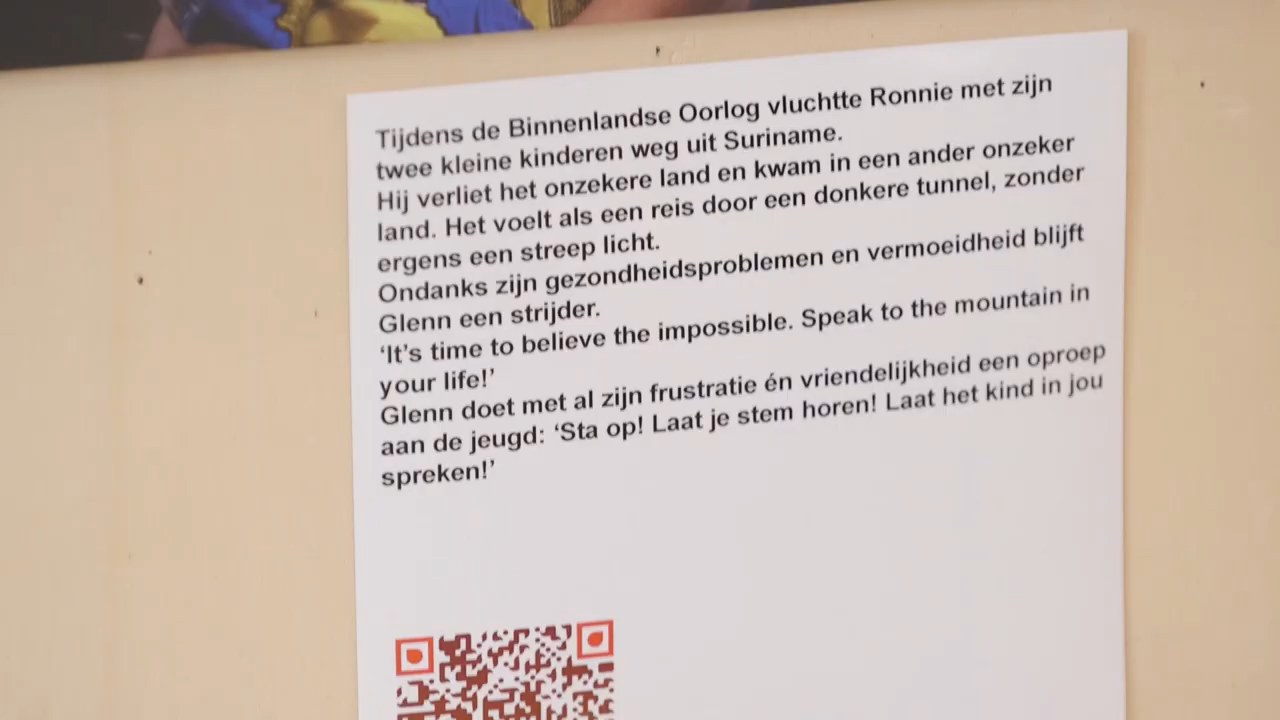 Tijdens de Binnenlandse Oorlog vluchtte Ronnie met zijn
twee kleine kinderen weg uit Suriname.
Hij verliet het onzekere land en kwam in een ander onzeker
land. Het voelt als een reis door een donkere tunnel, zonder
ergens een streep licht.
Ondanks zijn gezondheidsproblemen en vermoeidheid blijft
Glenn een strijder.
‘It’s time to believe the impossible. Speak to the mountain in
your life!’
Glenn doet met al zijn frustratie én vriendelijkheid een oproep
aan de jeugd: ‘Sta op! Laat je stem horen! Laat het kind in jou
spreken!’